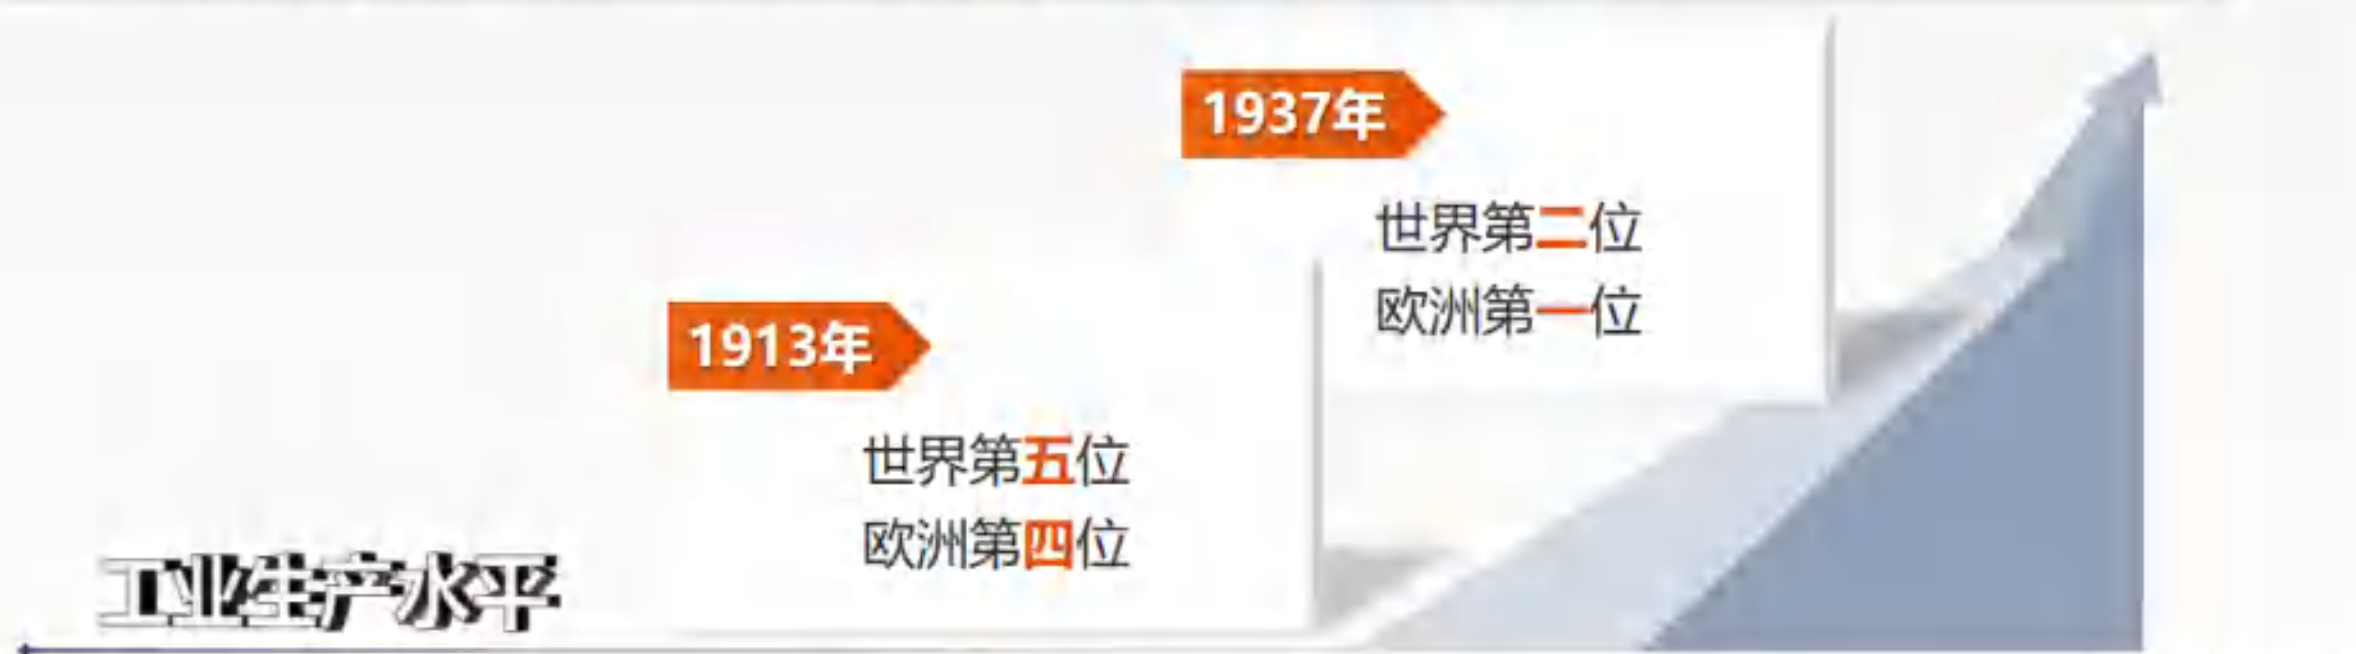 1937年
世界第二位
欧洲第一位
1913年
世界第五位
欧洲第四位
工业生产水平